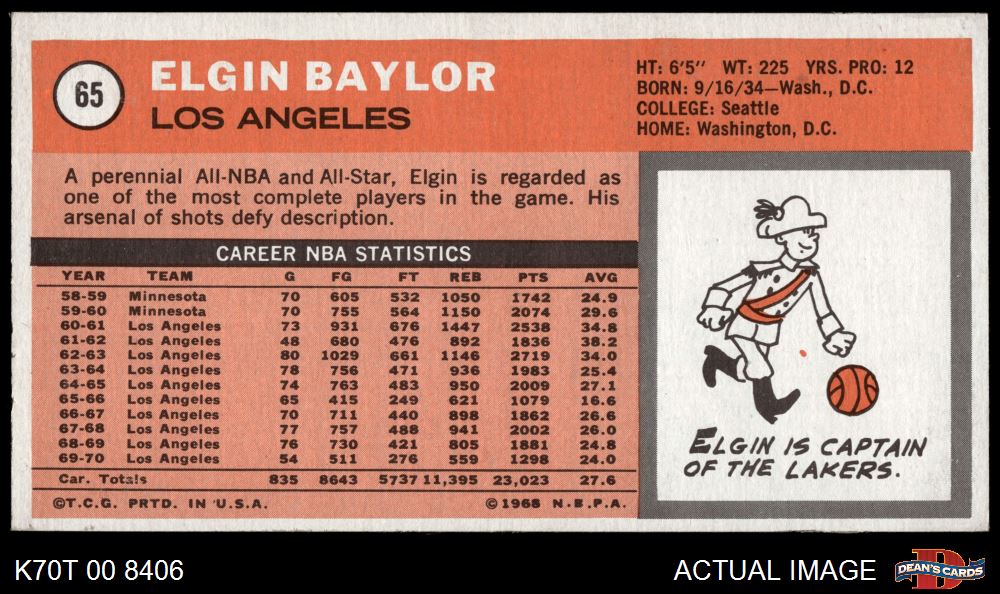 65
ELGIN BAYLOR
LOS ANGELES
HT: 6'5" WT: 225 YRS. PRO: 12
BORN: 9/16/34—Wash., D.C.
COLLEGE: Seattle
HOME: Washington, D.C.
A perennial All-NBA and All-Star, Elgin is regarded as
one of the most complete players in the game. His
arsenal of shots defy description.
CAREER NBA STATISTICS
YEAR TEAM G FG FT REB PTS AVG
58-59 Minnesota 70 605 532 1050 1742 24.9
59-60 Minnesota 70 755 564 1150 2074 29.6
60-61 Los Angeles 73 931 676 1447 2538 34.8
61-62 Los Angeles 48 680 476 892 1836 38.2
62-63 Los Angeles 80 1029 661 1146 2719 34.0
63-64 Los Angeles 78 756 471 936 1983 25.4
64-65 Los Angeles 74 763 483 950 2009 27.1
65-66 Los Angeles 65 415 249 621 1079 16.6
66-67 Los Angeles 70 711 440 898 1862 26.6
67-68 Los Angeles 77 757 488 941 2002 26.0
68-69 Los Angeles 76 730 421 805 1881 24.8
69-70 Los Angeles 54 511 276 559 1298 24.0
Car. Totals 835 8643 5737 11,395 23,023 27.6
©T.C.G. PRTD. IN U.S.A. ©1968 N.B.P.A.
ELGIN IS CAPTAIN
OF THE LAKERS.
K70T 00 8406
ACTUAL IMAGE
DEAN'S CARDS